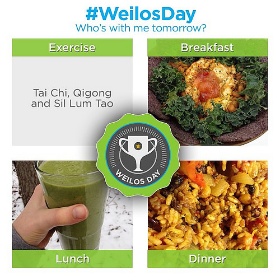 #WeilosDay
Who's with me tomorrow?
Exercise
Breakfast
Tai Chi, Qigong
and Sil Lum Tao
WEILOS DAY
Lunch
Dinner